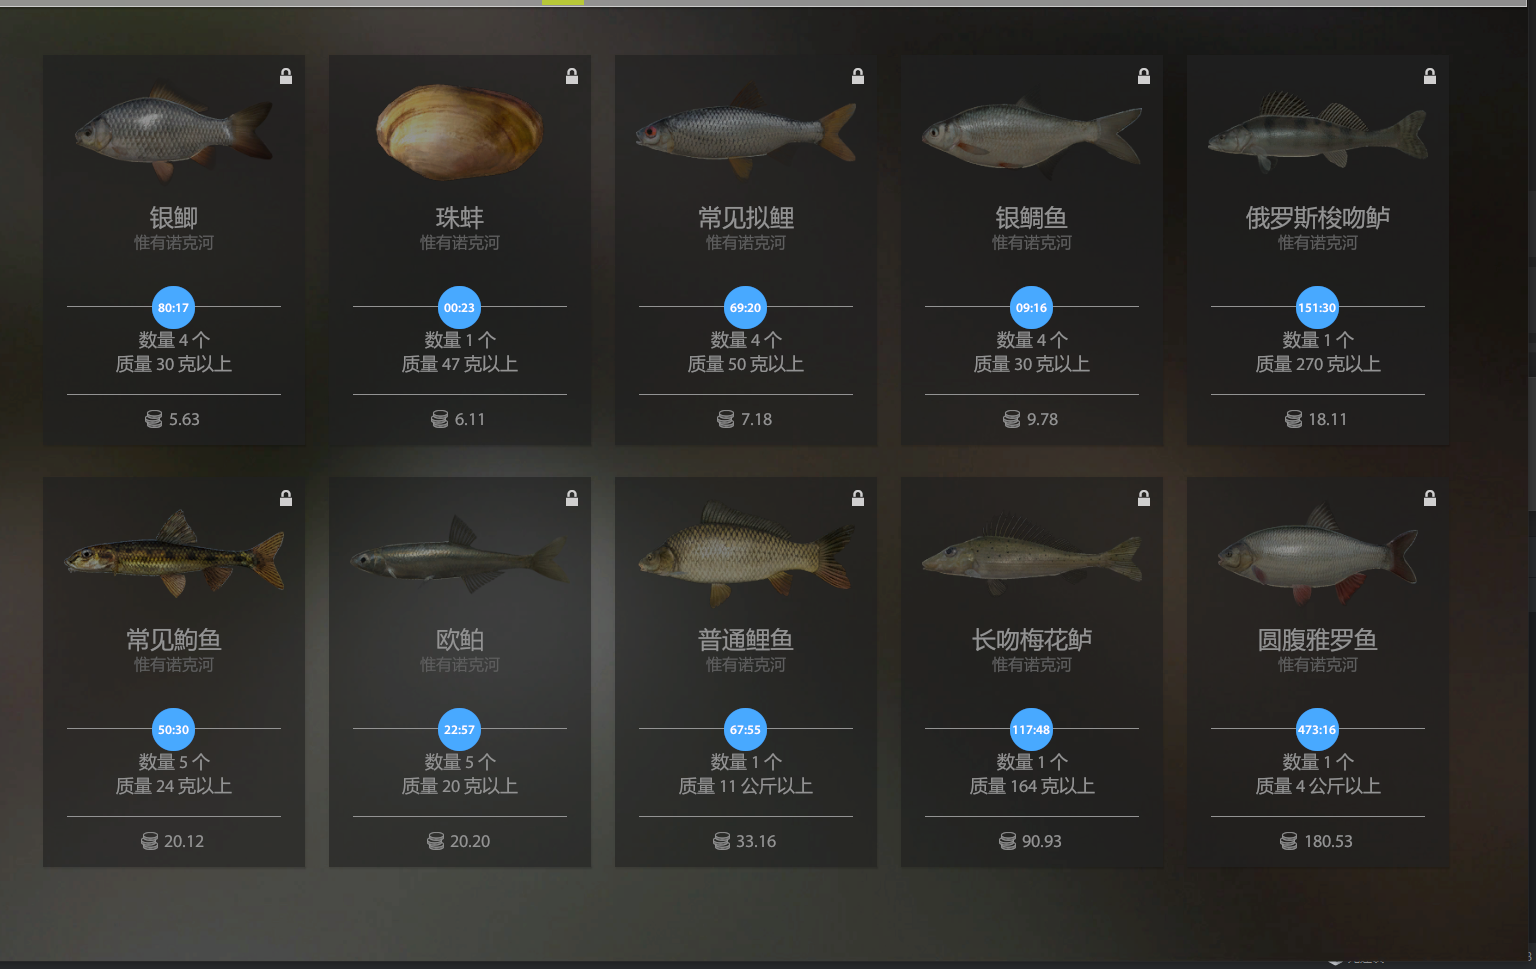 银鲫
惟有诺克河
80:17
数量 4 个
质量 30 克以上
5.63
珠蚌
惟有诺克河
00:23
数量 1 个
质量 47 克以上
6.11
常见拟鲤
惟有诺克河
69:20
数量 4 个
质量 50 克以上
7.18
银鲷鱼
惟有诺克河
09:16
数量 4 个
质量 30 克以上
9.78
俄罗斯梭吻鲈
惟有诺克河
151:30
数量 1 个
质量 270 克以上
18.11
常见鮈鱼
惟有诺克河
50:30
数量 5 个
质量 24 克以上
20.12
欧鲌
惟有诺克河
22:57
数量 5 个
质量 20 克以上
20.20
普通鲤鱼
惟有诺克河
67:55
数量 1 个
质量 11 公斤以上
33.16
长吻梅花鲈
惟有诺克河
117:48
数量 1 个
质量 164 克以上
90.93
圆腹雅罗鱼
惟有诺克河
473:16
数量 1 个
质量 4 公斤以上
180.53